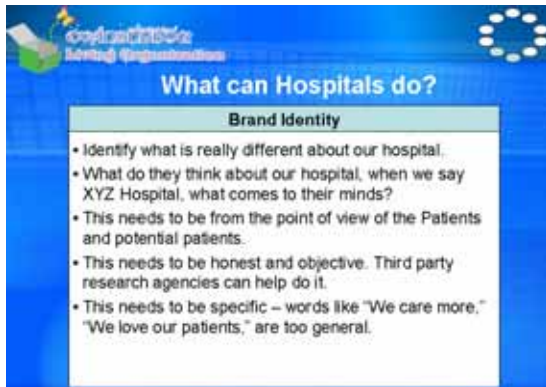 What can Hospitals do?
Brand Identity
• Identify what is really different about our hospital.
• What do they think about our hospital, when we say
XYZ Hospital, what comes to their minds?
• This needs to be from the point of view of the Patients
and potential patients.
• This needs to be honest and objective. Third party
research agencies can help do it.
• This needs to be specific – words like "We care more,"
"We love our patients," are too general.